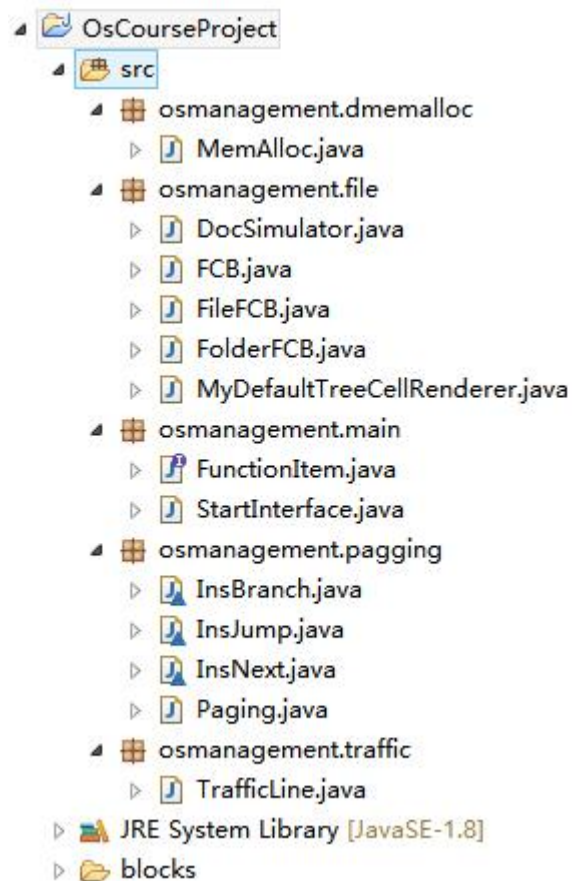 OsCourseProject
src
osmanagement.dmemalloc
MemAlloc.java
osmanagement.file
DocSimulator.java
FCB.java
FileFCB.java
FolderFCB.java
MyDefaultTreeCellRenderer.java
osmanagement.main
FunctionItem.java
StartInterface.java
osmanagement.pagging
InsBranch.java
InsJump.java
InsNext.java
Paging.java
osmanagement.traffic
TrafficLine.java
JRE System Library [JavaSE-1.8]
blocks